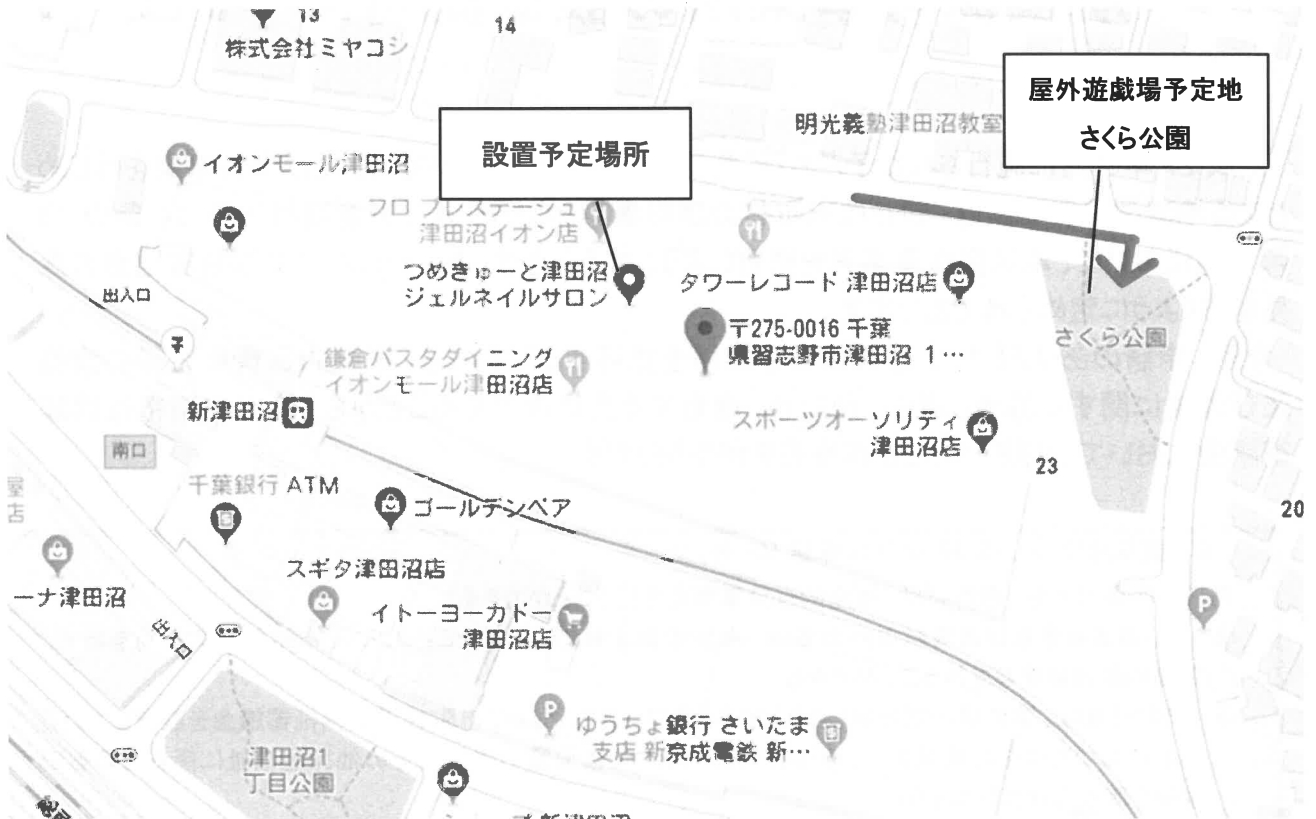 13
株式会社ミヤコシ
14
屋外遊戯場予定地
さくら公園
明光義塾津田沼教室
設置予定場所
イオンモール津田沼
フロ プレステージュ
津田沼イオン店
つめきゅーと津田沼
ジェルネイルサロン
タワーレコード 津田沼店
出入口
〒275-0016 千葉
県習志野市津田沼 1…
さくら公園
鎌倉パスタダイニング
イオンモール津田沼店
新津田沼
スポーツオーソリティ
津田沼店
南口
23
千葉銀行 ATM
屋
店
ゴールデンペア
20
スギタ津田沼店
ーナ津田沼
イトーヨーカドー
津田沼店
P
出入口
P
ゆうちょ銀行 さいたま
支店 新京成電鉄 新…
津田沼1
丁目公園